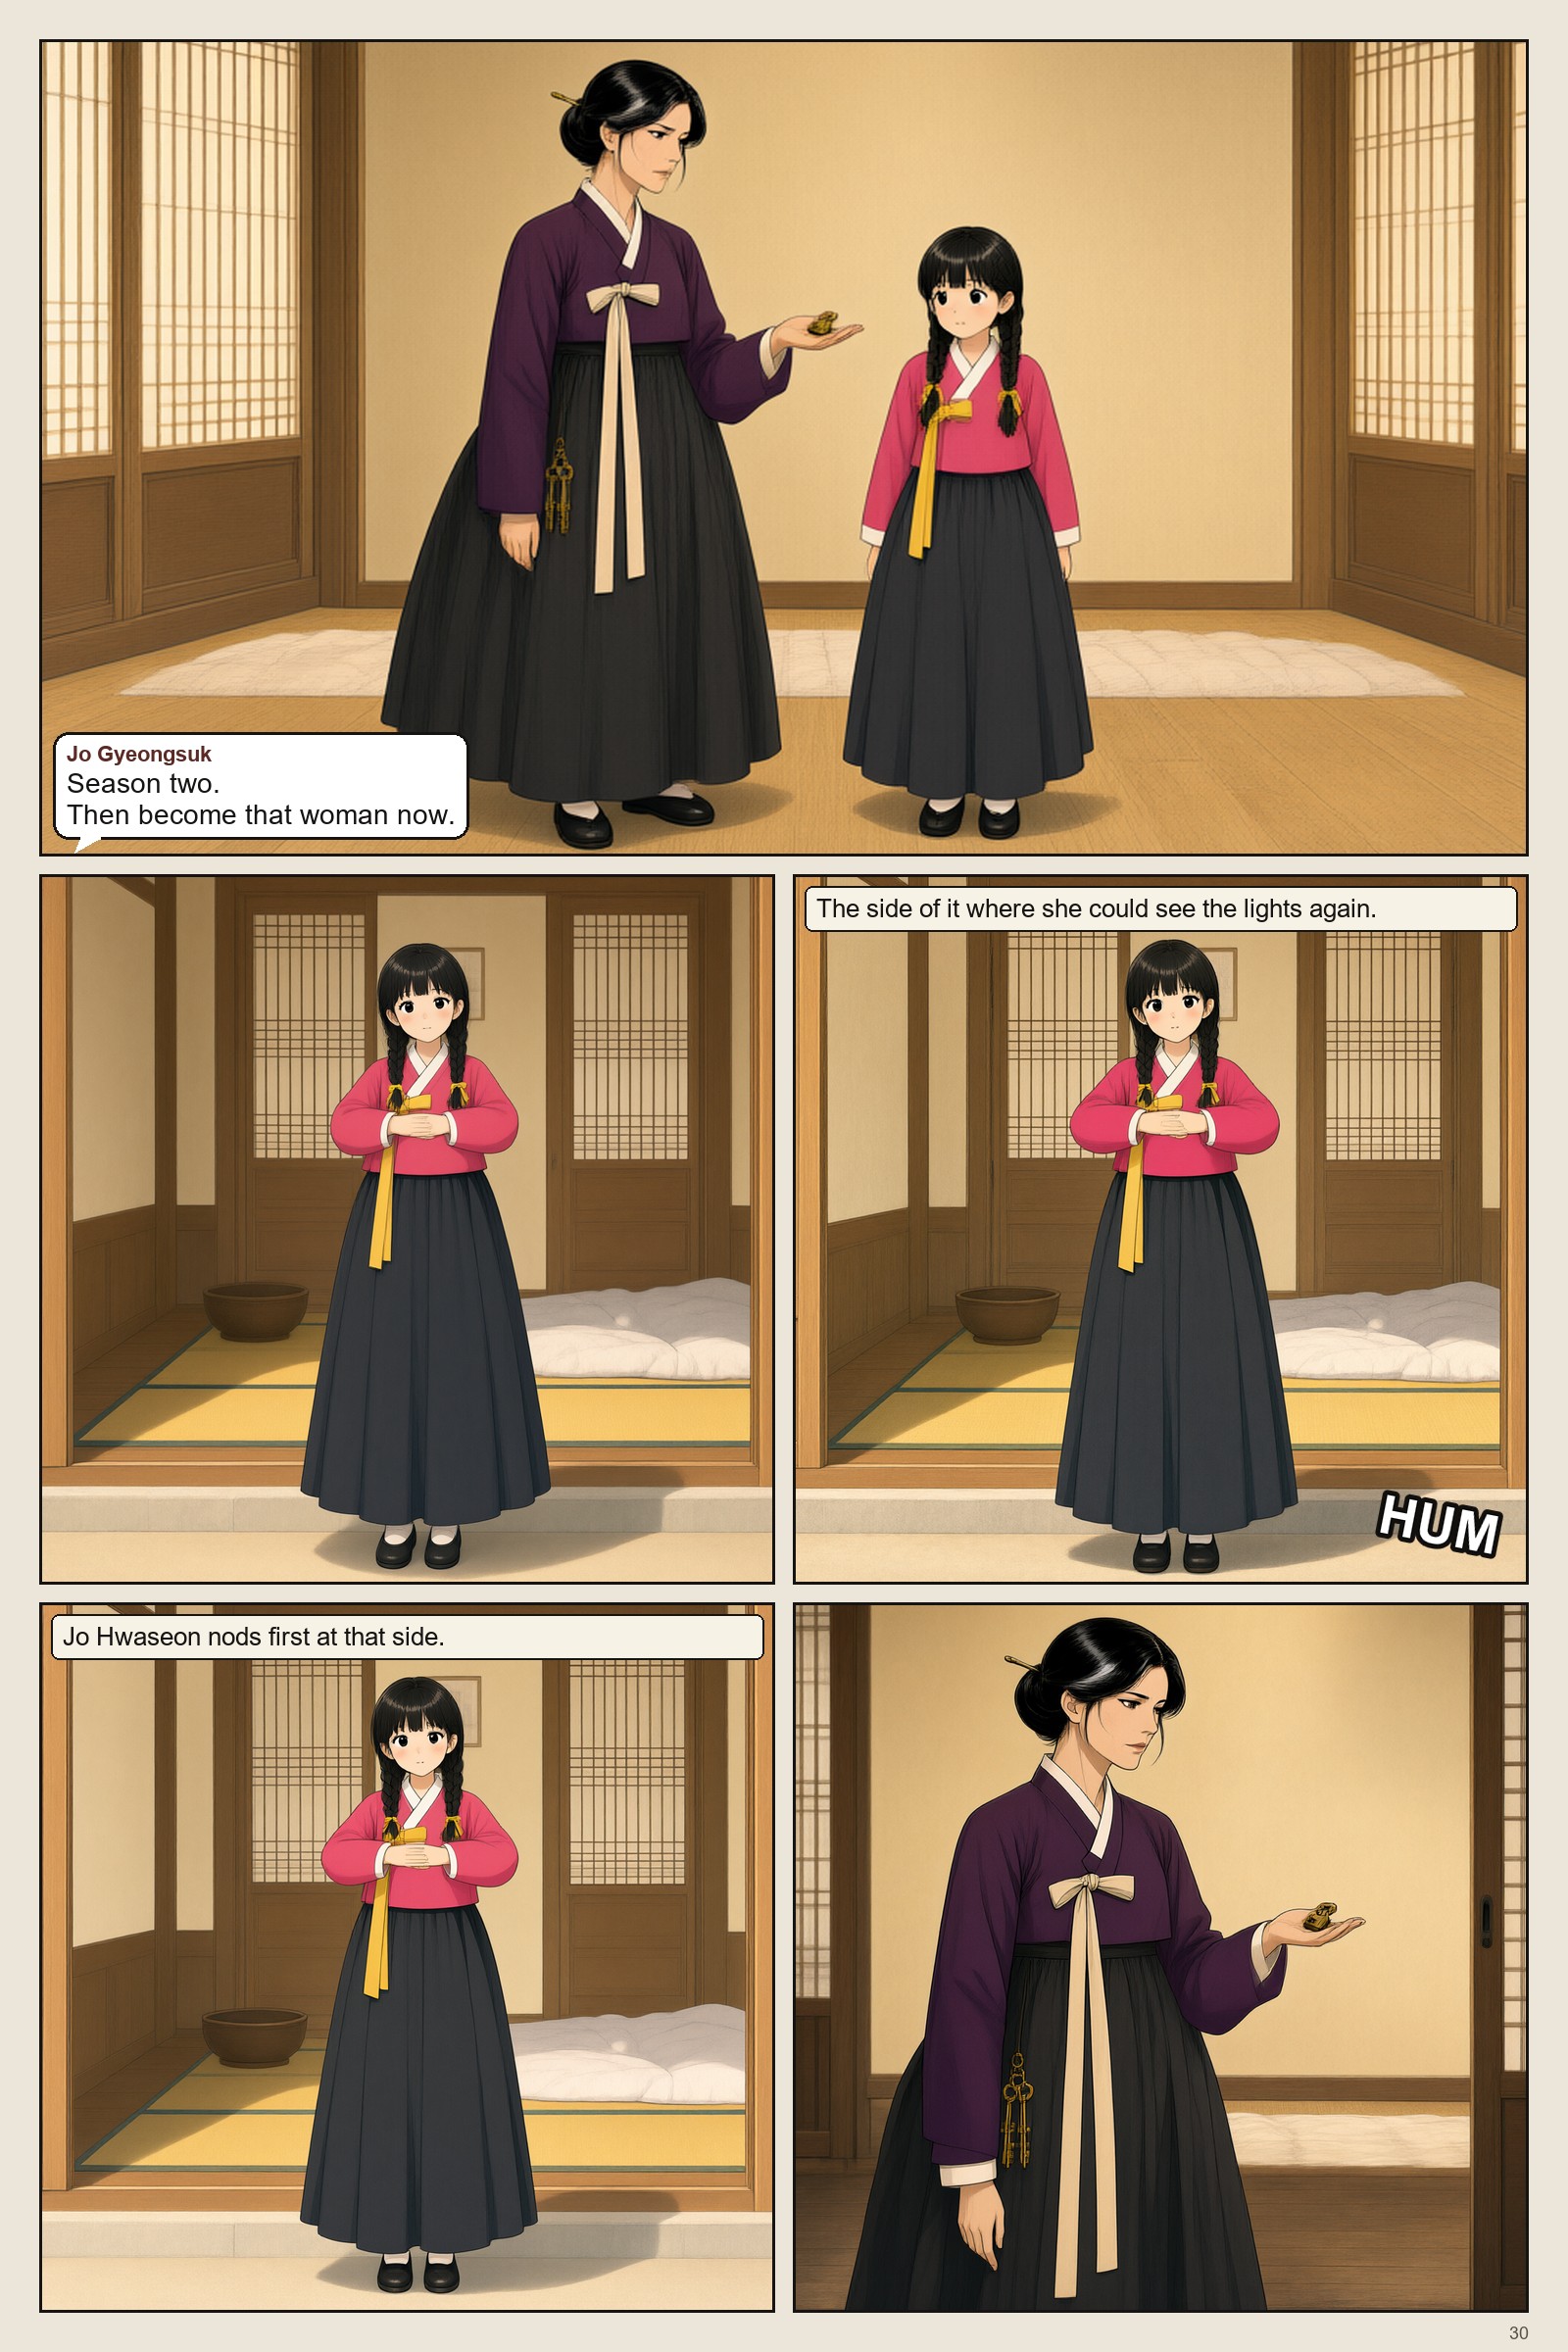 Jo Gyeongsuk
Season two.
Then become that woman now.
The side of it where she could see the lights again.
HUM
Jo Hwaseon nods first at that side.
30